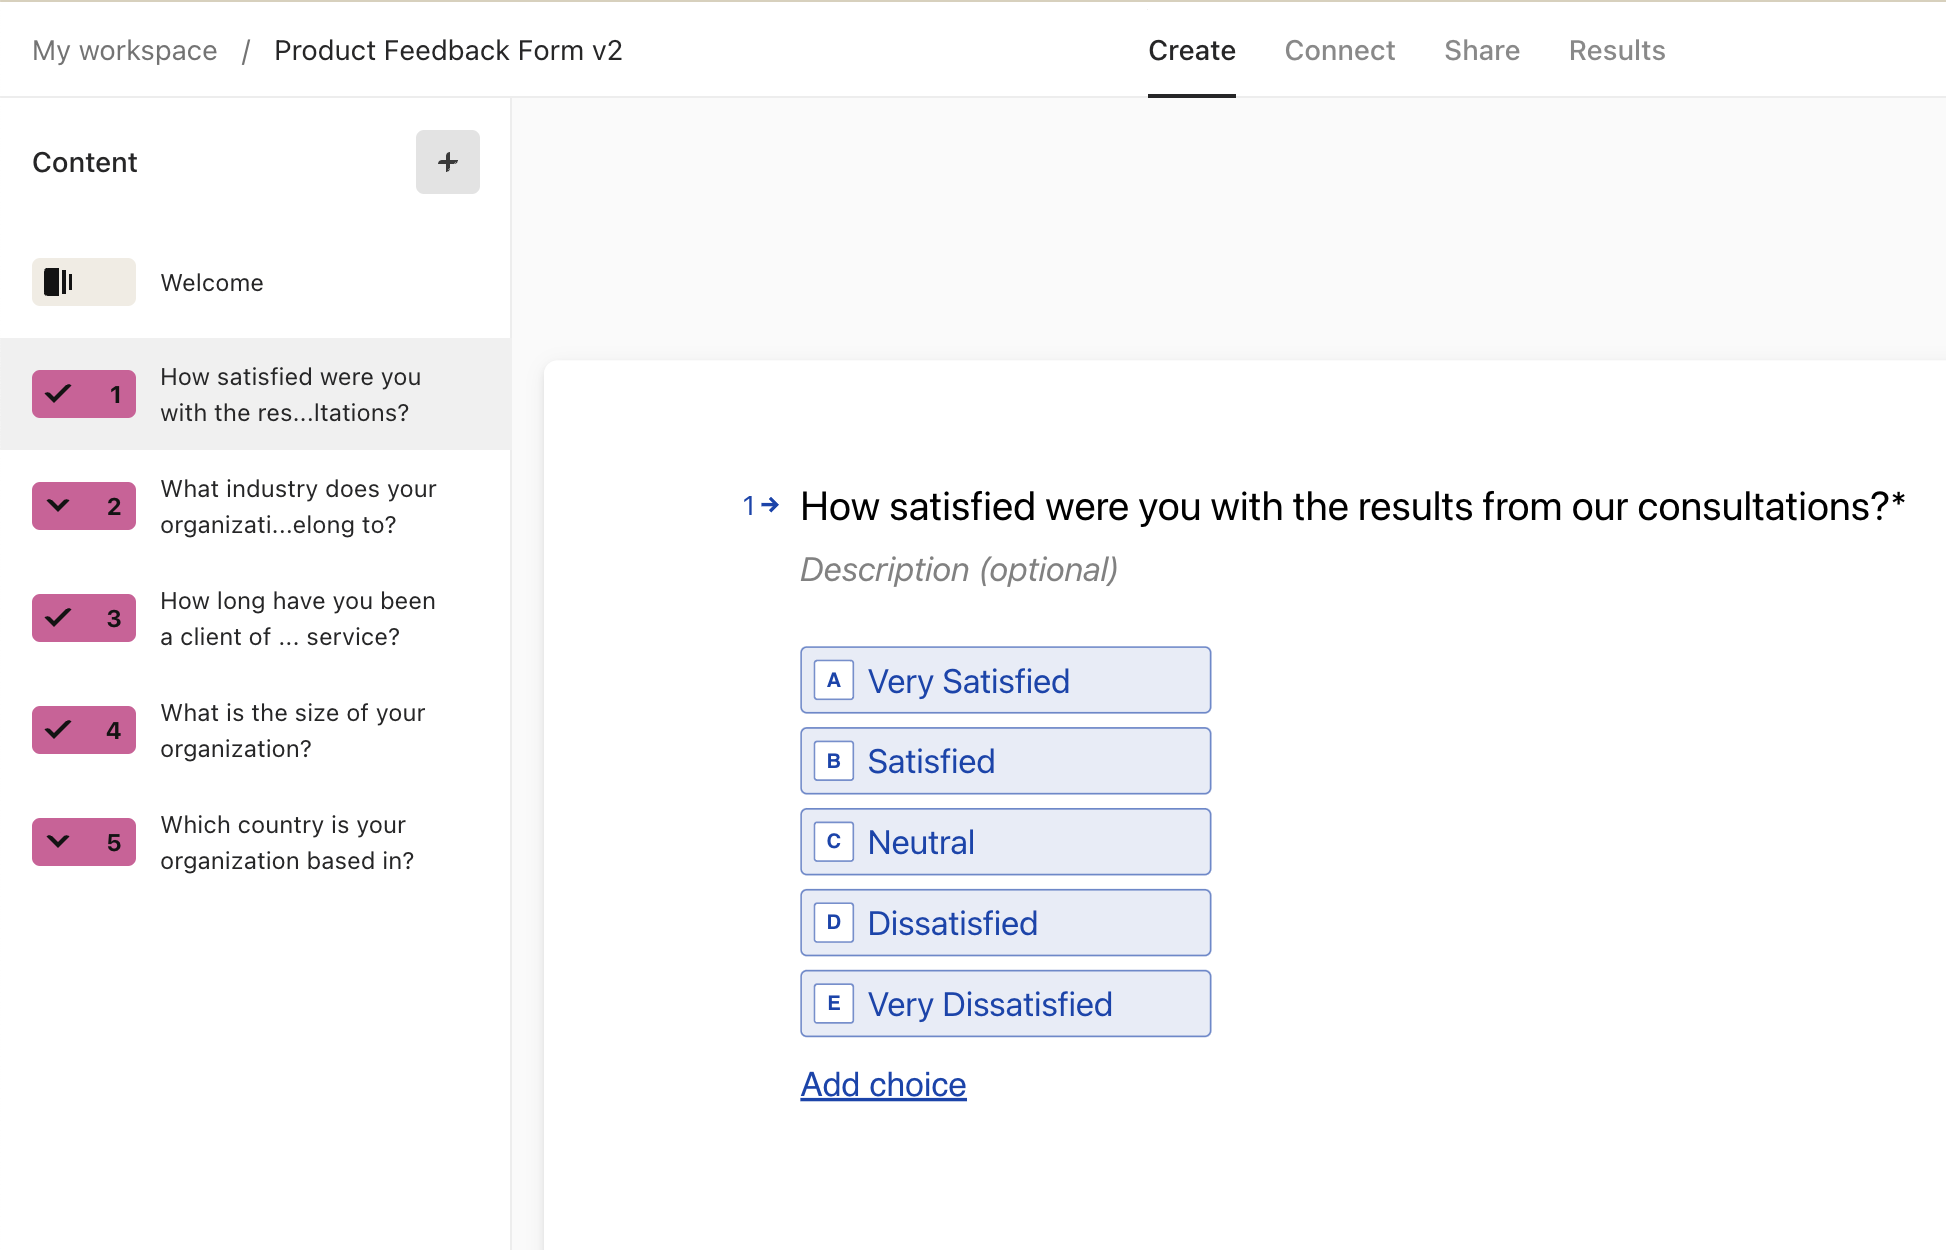 My workspace / Product Feedback Form v2
Create Connect Share Results
Content
+
Welcome
1 How satisfied were you
with the res...ltations?
2 What industry does your
organizati...elong to?
3 How long have you been
a client of ... service?
4 What is the size of your
organization?
5 Which country is your
organization based in?
1→ How satisfied were you with the results from our consultations?*
Description (optional)
A Very Satisfied
B Satisfied
C Neutral
D Dissatisfied
E Very Dissatisfied
Add choice